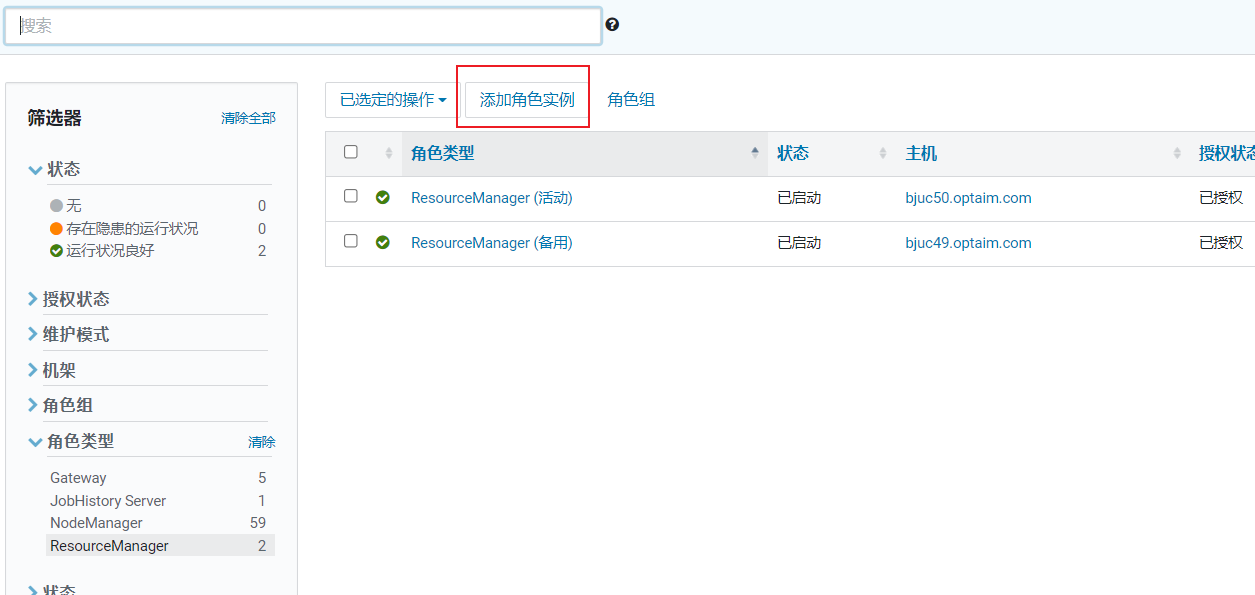 搜索
筛选器 清除全部
状态
无 0
存在隐患的运行状况 0
运行状况良好 2
授权状态
维护模式
机架
角色组
角色类型 清除
Gateway 5
JobHistory Server 1
NodeManager 59
ResourceManager 2
状态
已选定的操作 添加角色实例 角色组
角色类型 状态 主机 授权状态
ResourceManager (活动) 已启动 bjuc50.optaim.com 已授权
ResourceManager (备用) 已启动 bjuc49.optaim.com 已授权